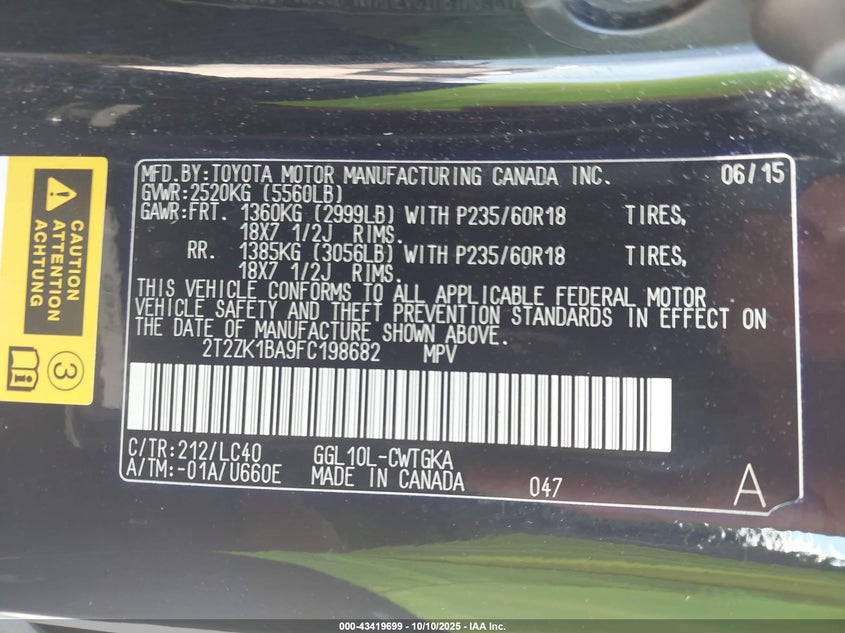 MFD.BY:TOYOTA MOTOR MANUFACTURING CANADA INC. 06/15
GVWR:2520KG (5560LB)
GAWR:FRT. 1360KG (2999LB) WITH P235/60R18 TIRES,
18X7 1/2J RIMS.
RR. 1385KG (3056LB) WITH P235/60R18 TIRES,
18X7 1/2J RIMS.
THIS VEHICLE CONFORMS TO ALL APPLICABLE FEDERAL MOTOR
VEHICLE SAFETY AND THEFT PREVENTION STANDARDS IN EFFECT ON
THE DATE OF MANUFACTURE SHOWN ABOVE.
2T2ZK1BA9FC198682 MPV
C/TR:212/LC40 GGL10L-CWTGKA
A/TM:-01A/U660E MADE IN CANADA 047 A
CAUTION
ATTENTION
ACHTUNG
3
000-43419699 - 10/10/2025 - IAA Inc.